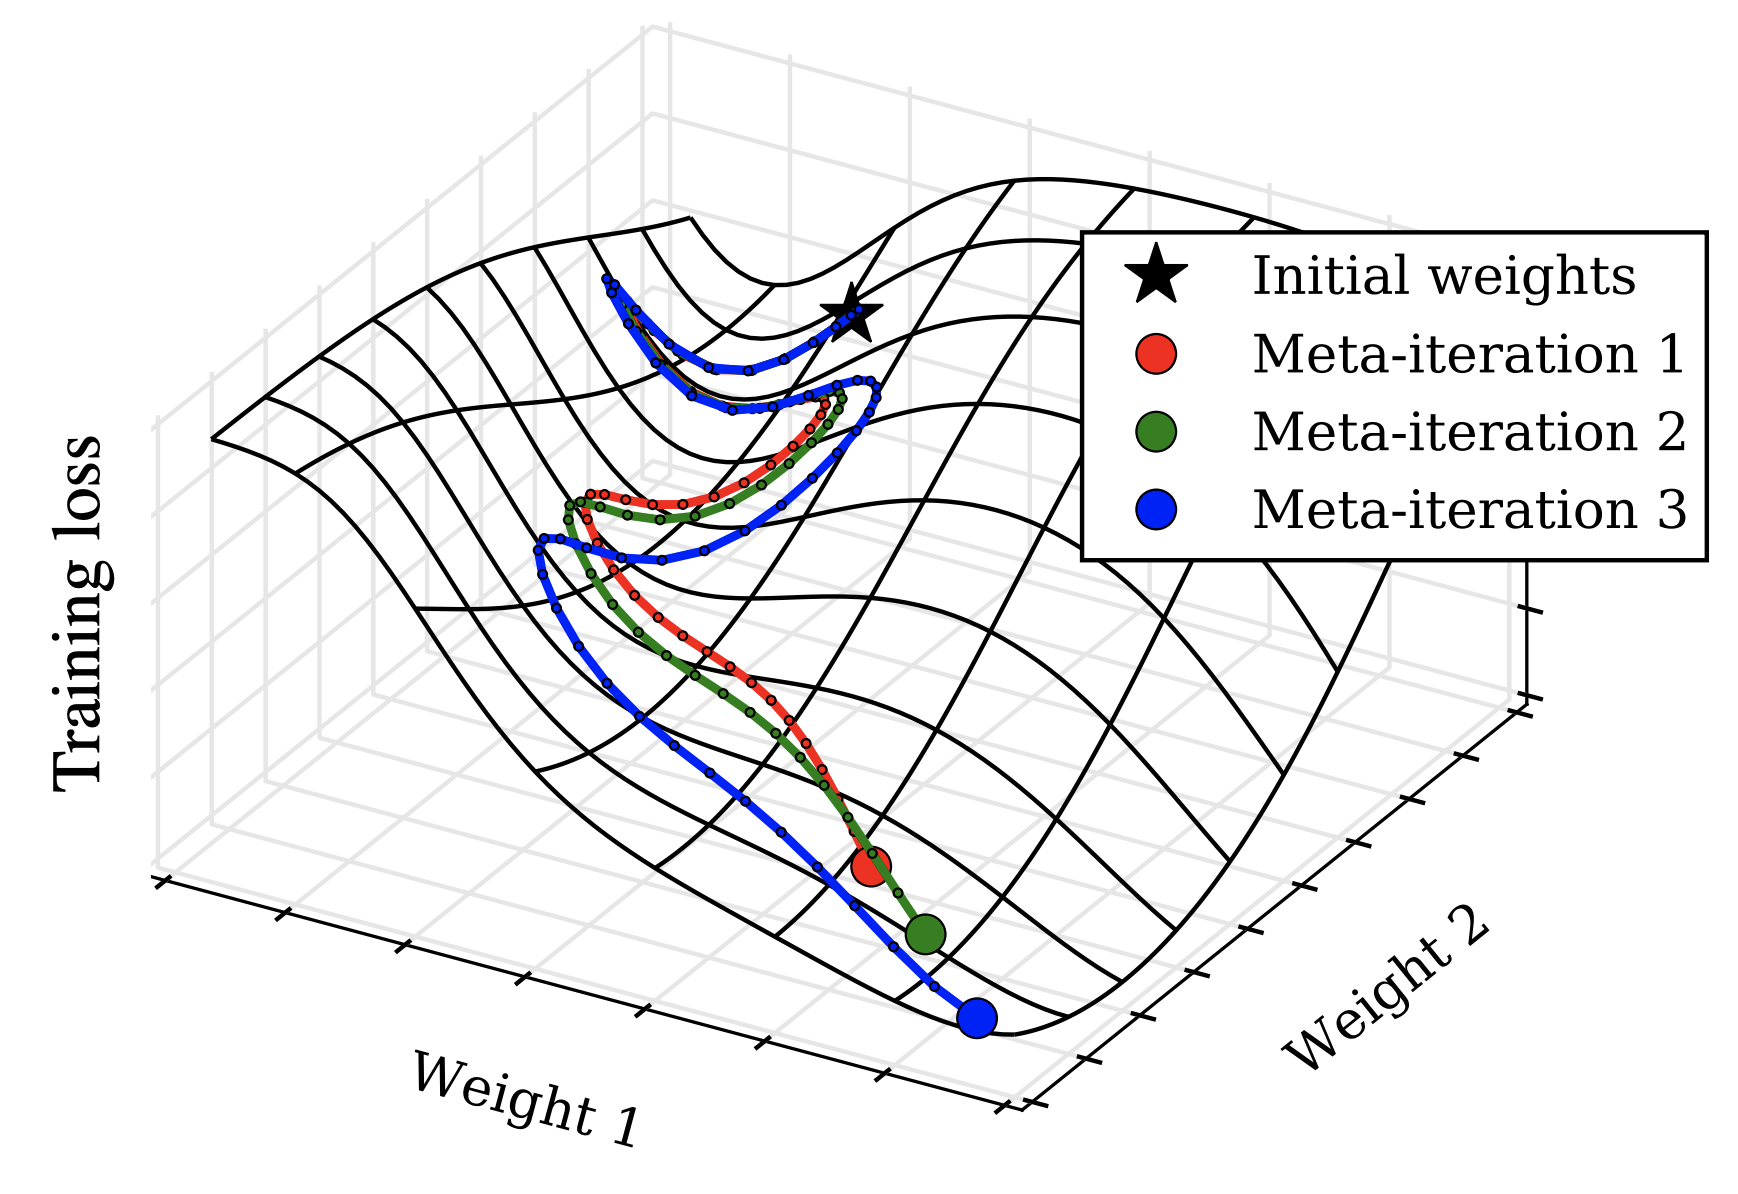 Training loss
Initial weights
Meta-iteration 1
Meta-iteration 2
Meta-iteration 3
Weight 1
Weight 2